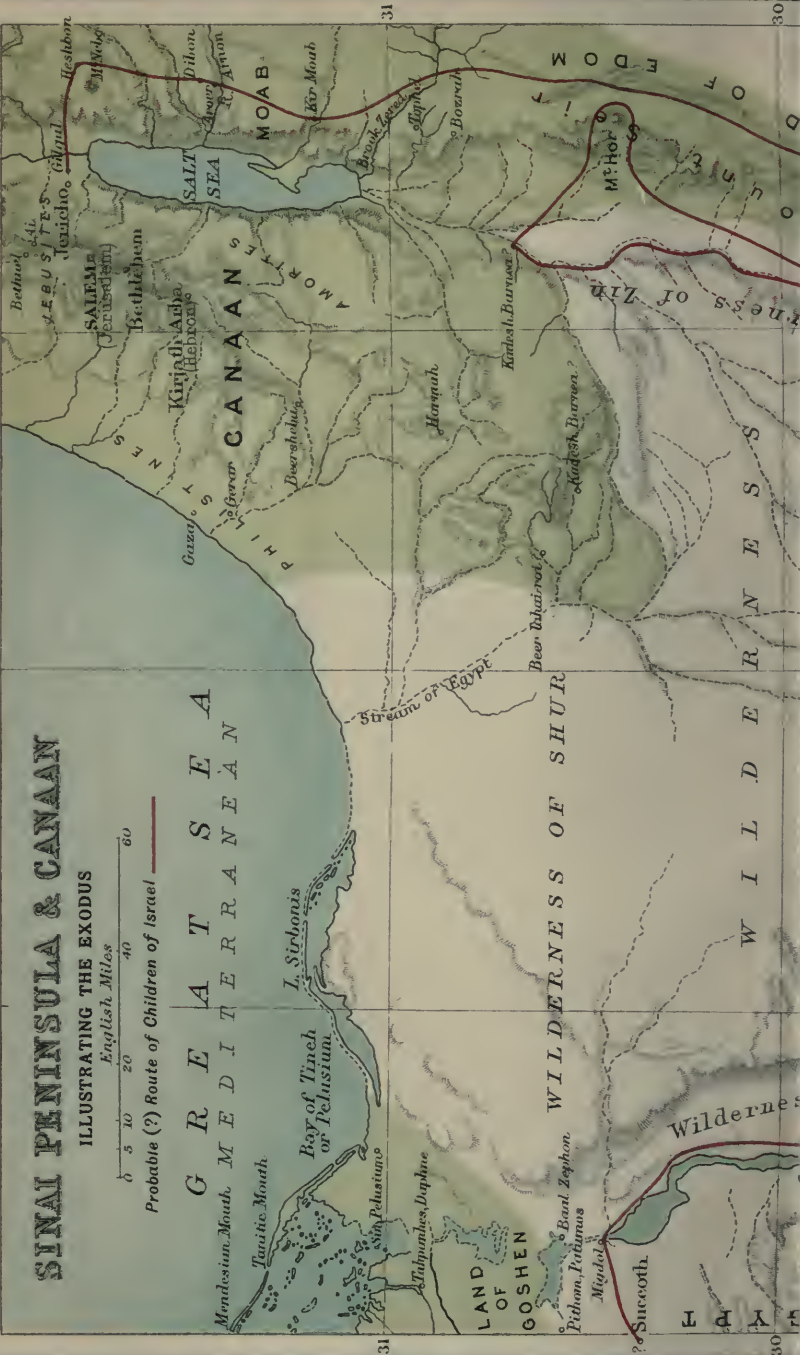 SINAI PENINSULA & CANAAN
ILLUSTRATING THE EXODUS
English Miles
0 5 10 20 40 60
Probable (?) Route of Children of Israel
GREAT SEA
MEDITERRANEAN
Mendesian Mouth
Tanitic Mouth
Bay of Tineh
or Pelusium
L. Sirbonis
Sin, Pelusium
Tahpanhes, Daphne
LAND
OF
GOSHEN
Baal Zephon
Pithom, Patumus
Migdol
?Succoth
Wildernes
WILDERNESS OF SHUR
WILDERNESS
Stream of Egypt
Beer lahairoi?
Kadesh Barnea?
Kadesh Barnea?
Hormah
Gaza
Gerar
Beersheba
PHILISTINES
CANAAN
AMORITES
Kirjath Arba
(Hebron)
Bethlehem
SALEM
(Jerusalem)
JEBUSITES
Bethel
Ai
Jericho
Gilgal
Heshbon
Mt. Nebo
Dibon
Aroer
R. Arnon
SALT
SEA
MOAB
Kir Moab
Brook Zered
Tophel
Bozrah
Mt. Hor
EDOM
rness of Zin
31
31
30
30